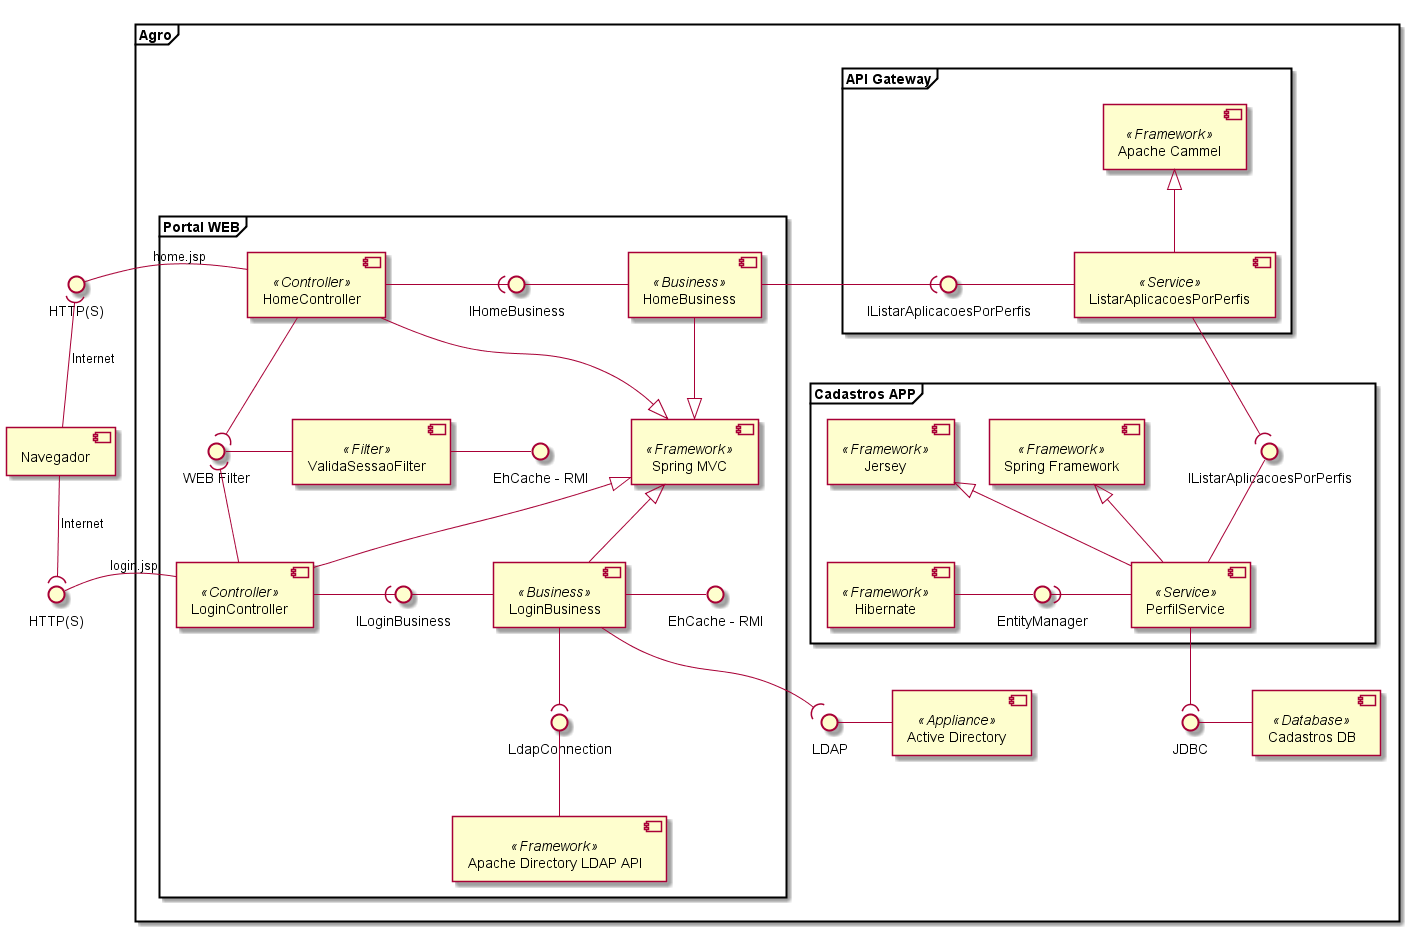 Agro
API Gateway
«Framework»
Apache Cammel
Portal WEB
home.jsp
HTTP(S)
«Controller»
HomeController
IHomeBusiness
«Business»
HomeBusiness
IListarAplicacoesPorPerfis
«Service»
ListarAplicacoesPorPerfis
Internet
Cadastros APP
Navegador
WEB Filter
«Filter»
ValidaSessaoFilter
EhCache - RMI
«Framework»
Spring MVC
«Framework»
Jersey
«Framework»
Spring Framework
IListarAplicacoesPorPerfis
Internet
login.jsp
HTTP(S)
«Controller»
LoginController
ILoginBusiness
«Business»
LoginBusiness
EhCache - RMI
«Framework»
Hibernate
EntityManager
«Service»
PerfilService
LdapConnection
LDAP
«Appliance»
Active Directory
JDBC
«Database»
Cadastros DB
«Framework»
Apache Directory LDAP API